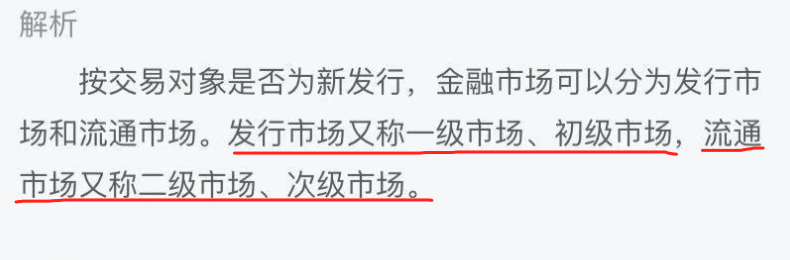 解析
按交易对象是否为新发行，金融市场可以分为发行市
场和流通市场。发行市场又称一级市场、初级市场，流通
市场又称二级市场、次级市场。